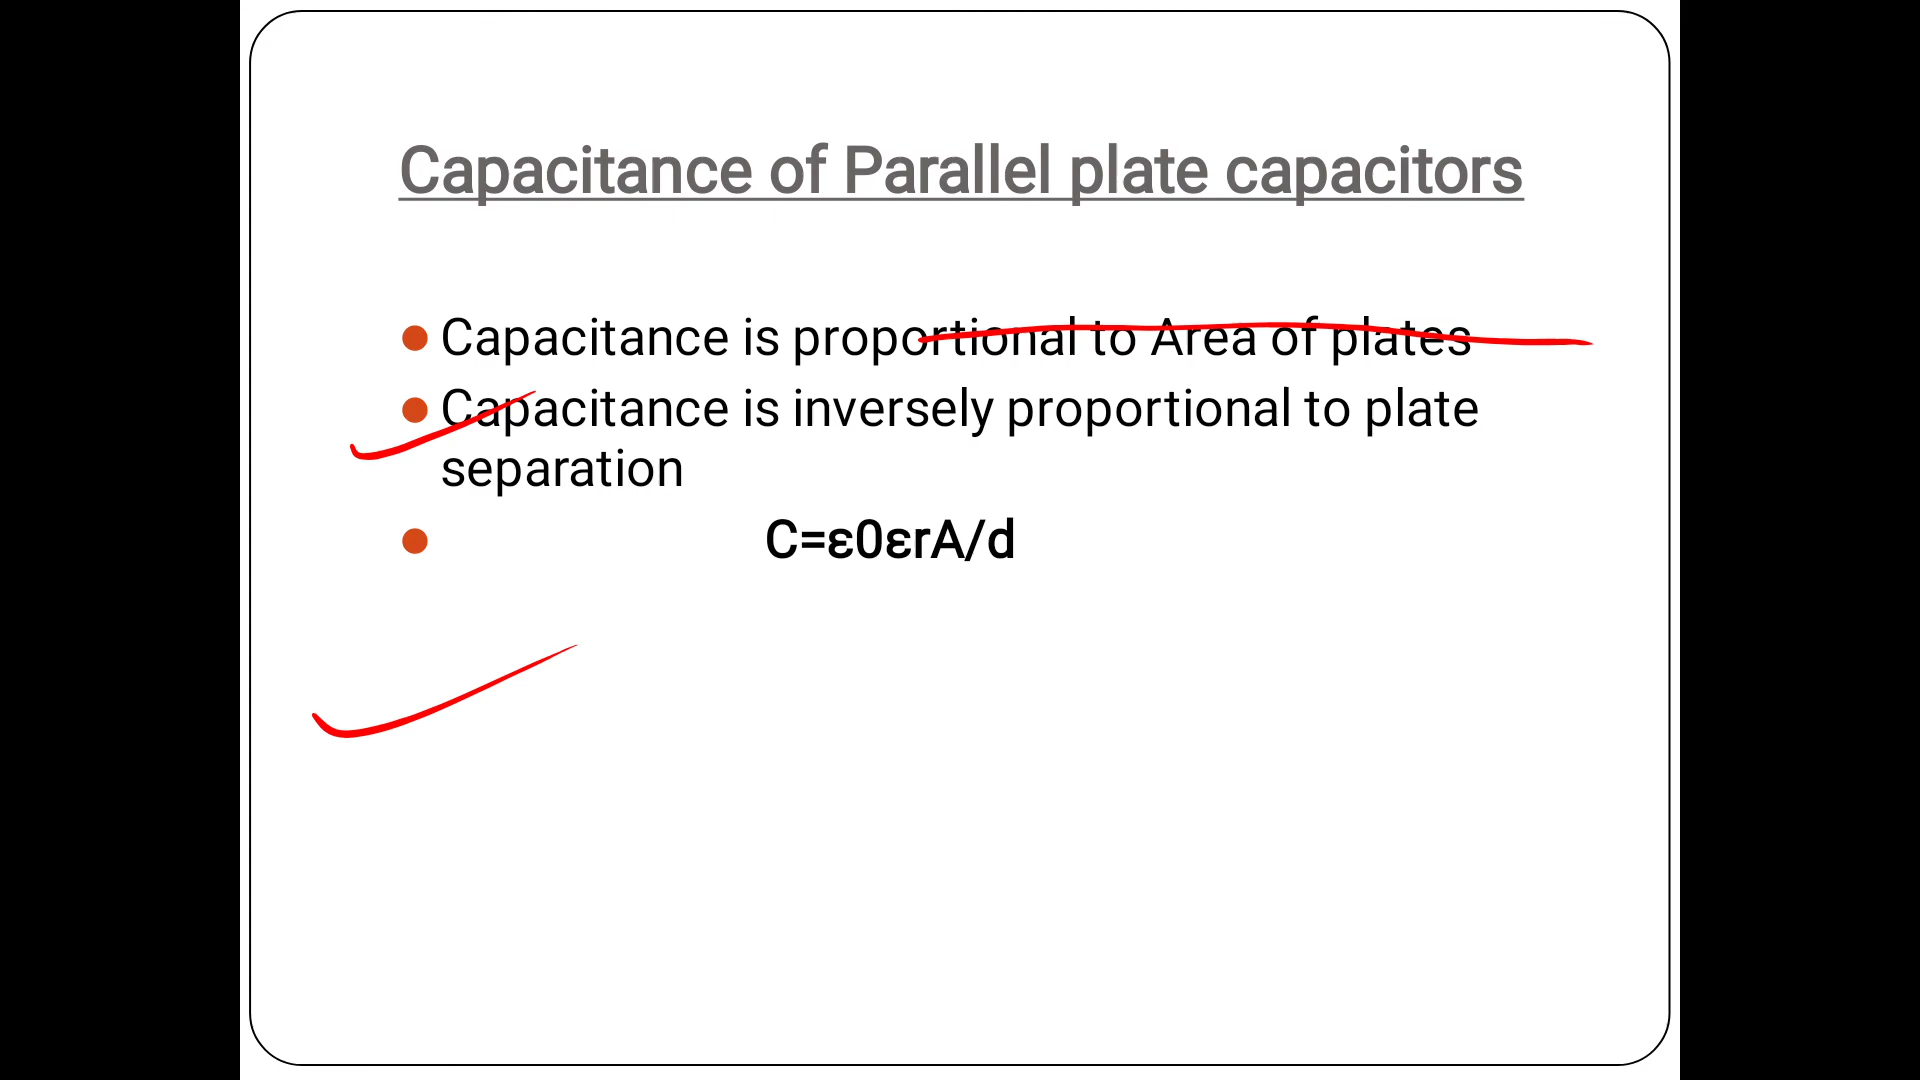 Capacitance of Parallel plate capacitors
Capacitance is proportional to Area of plates
Capacitance is inversely proportional to plate
separation
C=ε0εrA/d